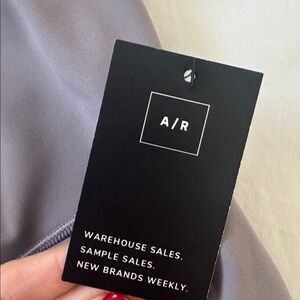 A/R
WAREHOUSE SALES.
SAMPLE SALES.
NEW BRANDS WEEKLY.